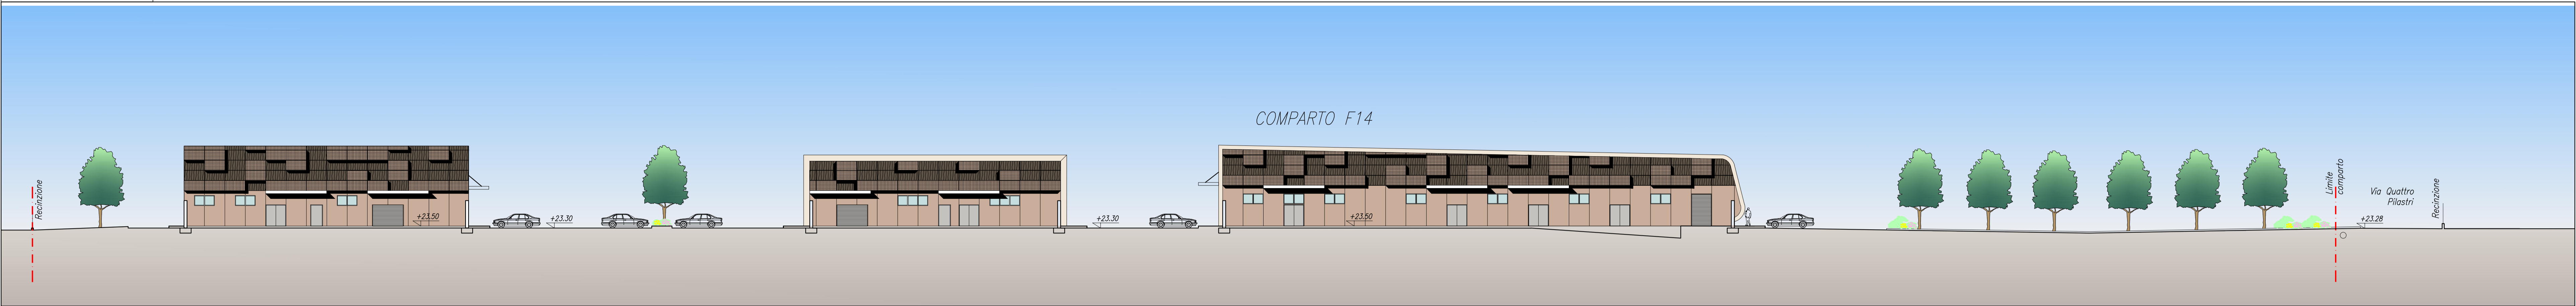 COMPARTO F14
Recinzione
+23.50
+23.30
+23.30
+23.50
Limite
comparto
Via Quattro
Pilastri
+23.28
Recinzione